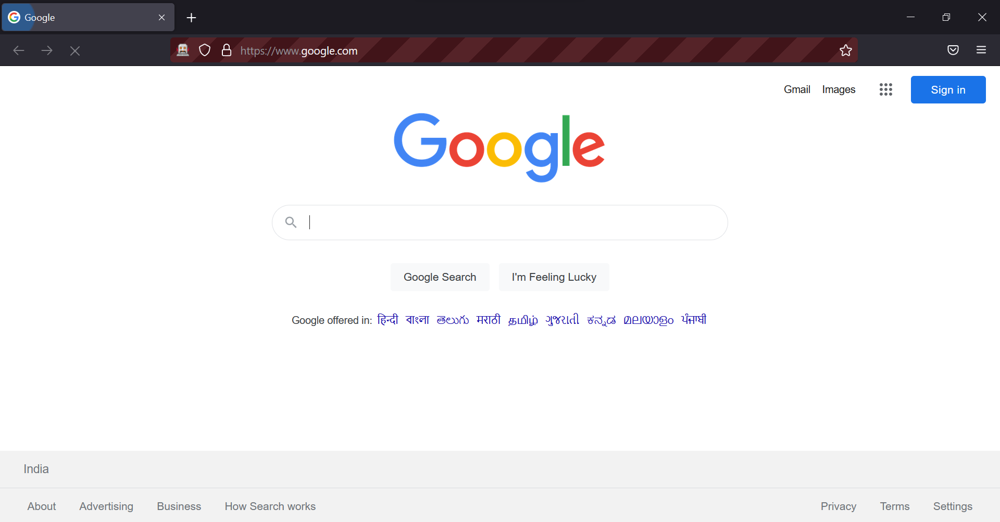 Google
https://www.google.com
Gmail Images Sign in
Google
Google Search I'm Feeling Lucky
Google offered in: हिन्दी বাংলা తెలుగు मराठी தமிழ் ગુજરાતી ಕನ್ನಡ മലയാളം ਪੰਜਾਬੀ
India
About Advertising Business How Search works Privacy Terms Settings